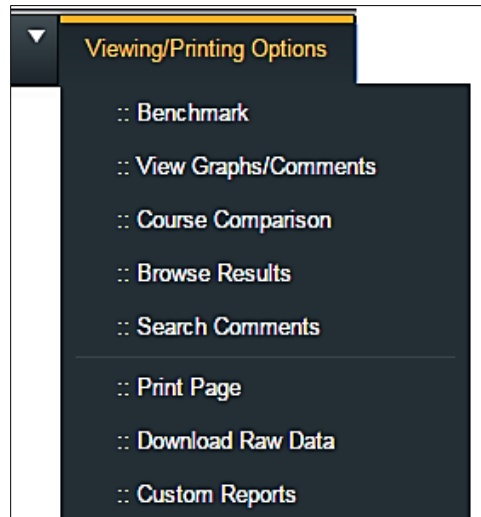 Viewing/Printing Options
:: Benchmark
:: View Graphs/Comments
:: Course Comparison
:: Browse Results
:: Search Comments
:: Print Page
:: Download Raw Data
:: Custom Reports